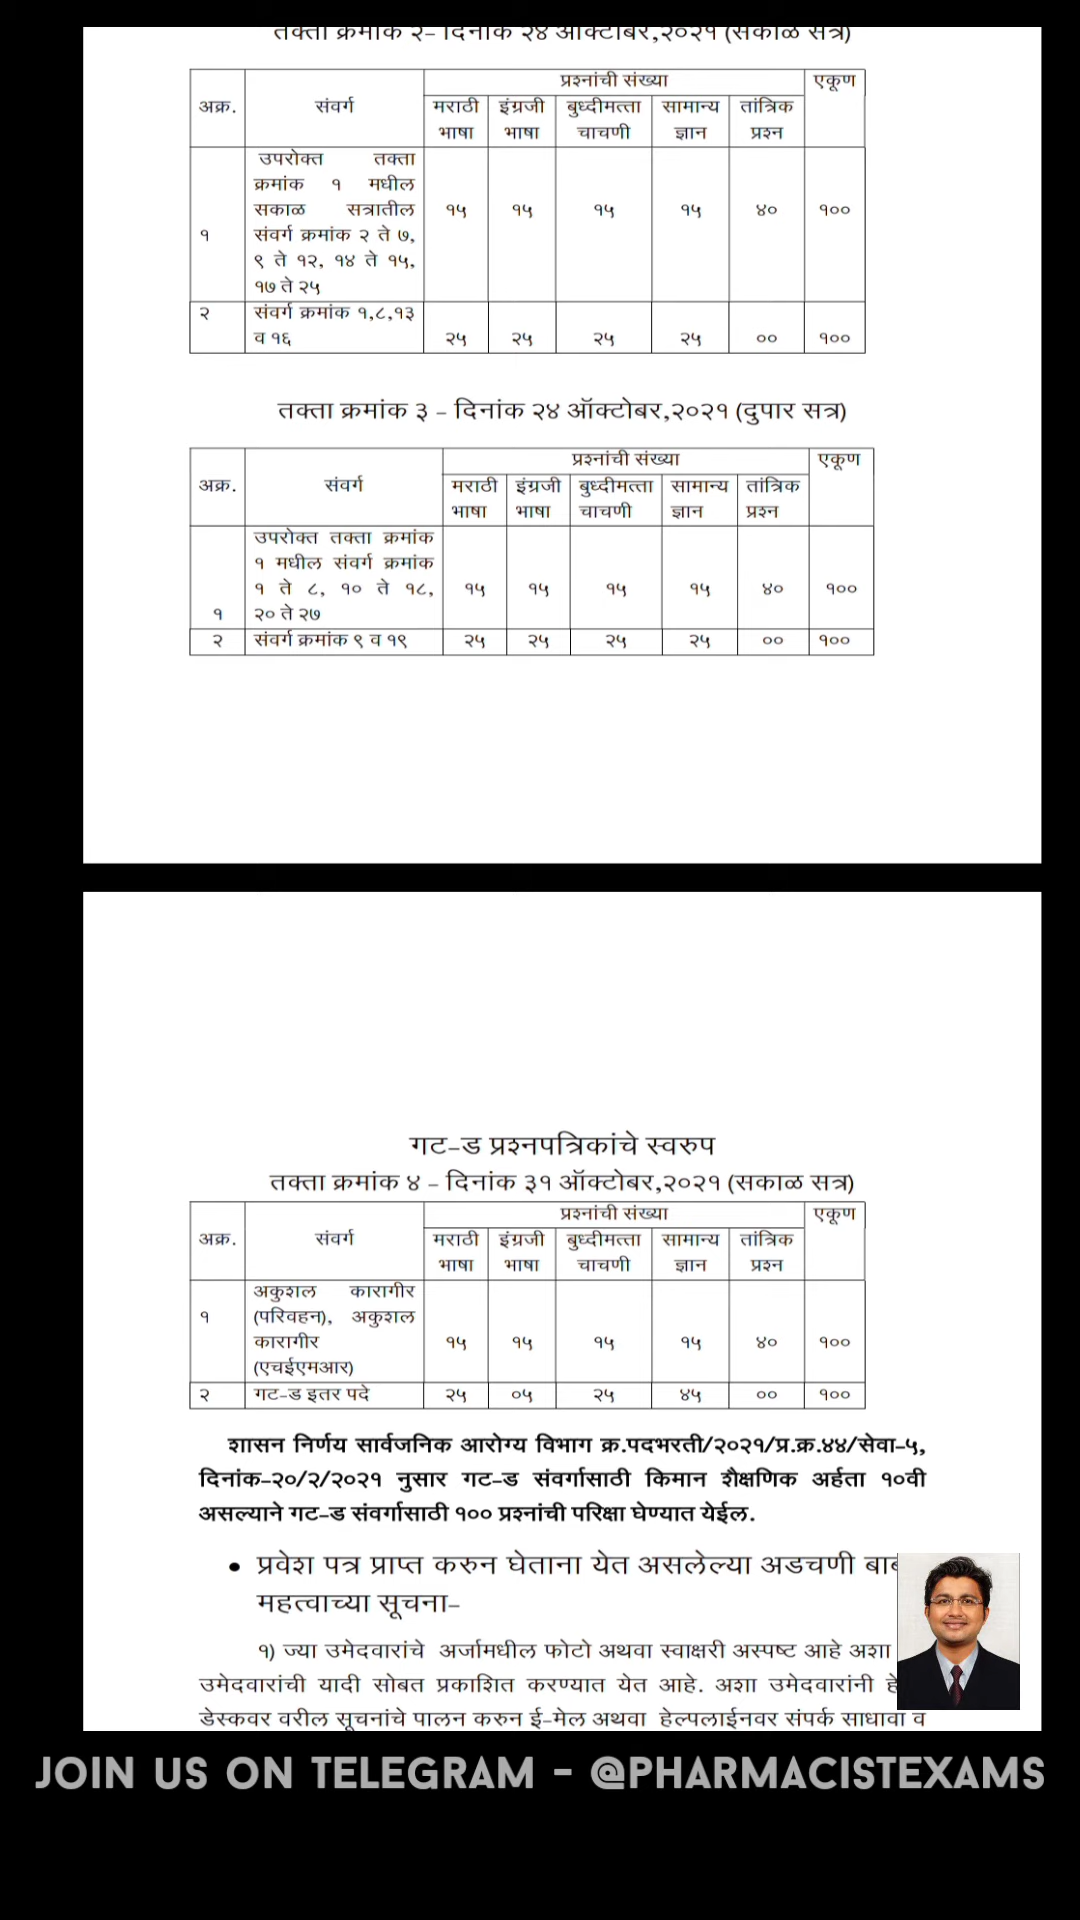 तक्ता क्रमांक २– दिनांक २४ ऑक्टोबर,२०२१ (सकाळ सत्र)
अक्र. संवर्ग प्रश्नांची संख्या एकूण
मराठी भाषा इंग्रजी भाषा बुध्दीमत्ता चाचणी सामान्य ज्ञान तांत्रिक प्रश्न
१ उपरोक्त तक्ता
क्रमांक १ मधील
सकाळ सत्रातील १५ १५ १५ १५ ४० १००
संवर्ग क्रमांक २ ते ७,
९ ते १२, १४ ते १५,
१७ ते २५
२ संवर्ग क्रमांक १,८,१३
व १६ २५ २५ २५ २५ ०० १००
तक्ता क्रमांक ३ – दिनांक २४ ऑक्टोबर,२०२१ (दुपार सत्र)
अक्र. संवर्ग प्रश्नांची संख्या एकूण
मराठी भाषा इंग्रजी भाषा बुध्दीमत्ता चाचणी सामान्य ज्ञान तांत्रिक प्रश्न
उपरोक्त तक्ता क्रमांक
१ मधील संवर्ग क्रमांक
१ ते ८, १० ते १८, १५ १५ १५ १५ ४० १००
१ २० ते २७
२ संवर्ग क्रमांक ९ व १९ २५ २५ २५ २५ ०० १००
गट–ड प्रश्नपत्रिकांचे स्वरुप
तक्ता क्रमांक ४ – दिनांक ३१ ऑक्टोबर,२०२१ (सकाळ सत्र)
अक्र. संवर्ग प्रश्नांची संख्या एकूण
मराठी भाषा इंग्रजी भाषा बुध्दीमत्ता चाचणी सामान्य ज्ञान तांत्रिक प्रश्न
अकुशल कारागीर
१ (परिवहन), अकुशल
कारागीर १५ १५ १५ १५ ४० १००
(एचईएमआर)
२ गट–ड इतर पदे २५ ०५ २५ ४५ ०० १००
शासन निर्णय सार्वजनिक आरोग्य विभाग क्र.पदभरती/२०२१/प्र.क्र.४४/सेवा–५,
दिनांक–२०/२/२०२१ नुसार गट–ड संवर्गासाठी किमान शैक्षणिक अर्हता १०वी
असल्याने गट–ड संवर्गासाठी १०० प्रश्नांची परिक्षा घेण्यात येईल.
• प्रवेश पत्र प्राप्त करुन घेताना येत असलेल्या अडचणी
महत्वाच्या सूचना–
१) ज्या उमेदवारांचे अर्जामधील फोटो अथवा स्वाक्षरी अस्पष्ट आहे अशा
उमेदवारांची यादी सोबत प्रकाशित करण्यात येत आहे. अशा उमेदवारांनी
डेस्कवर वरील सूचनांचे पालन करुन ई–मेल अथवा हेल्पलाईनवर संपर्क साधावा व
JOIN US ON TELEGRAM - @PHARMACISTEXAMS